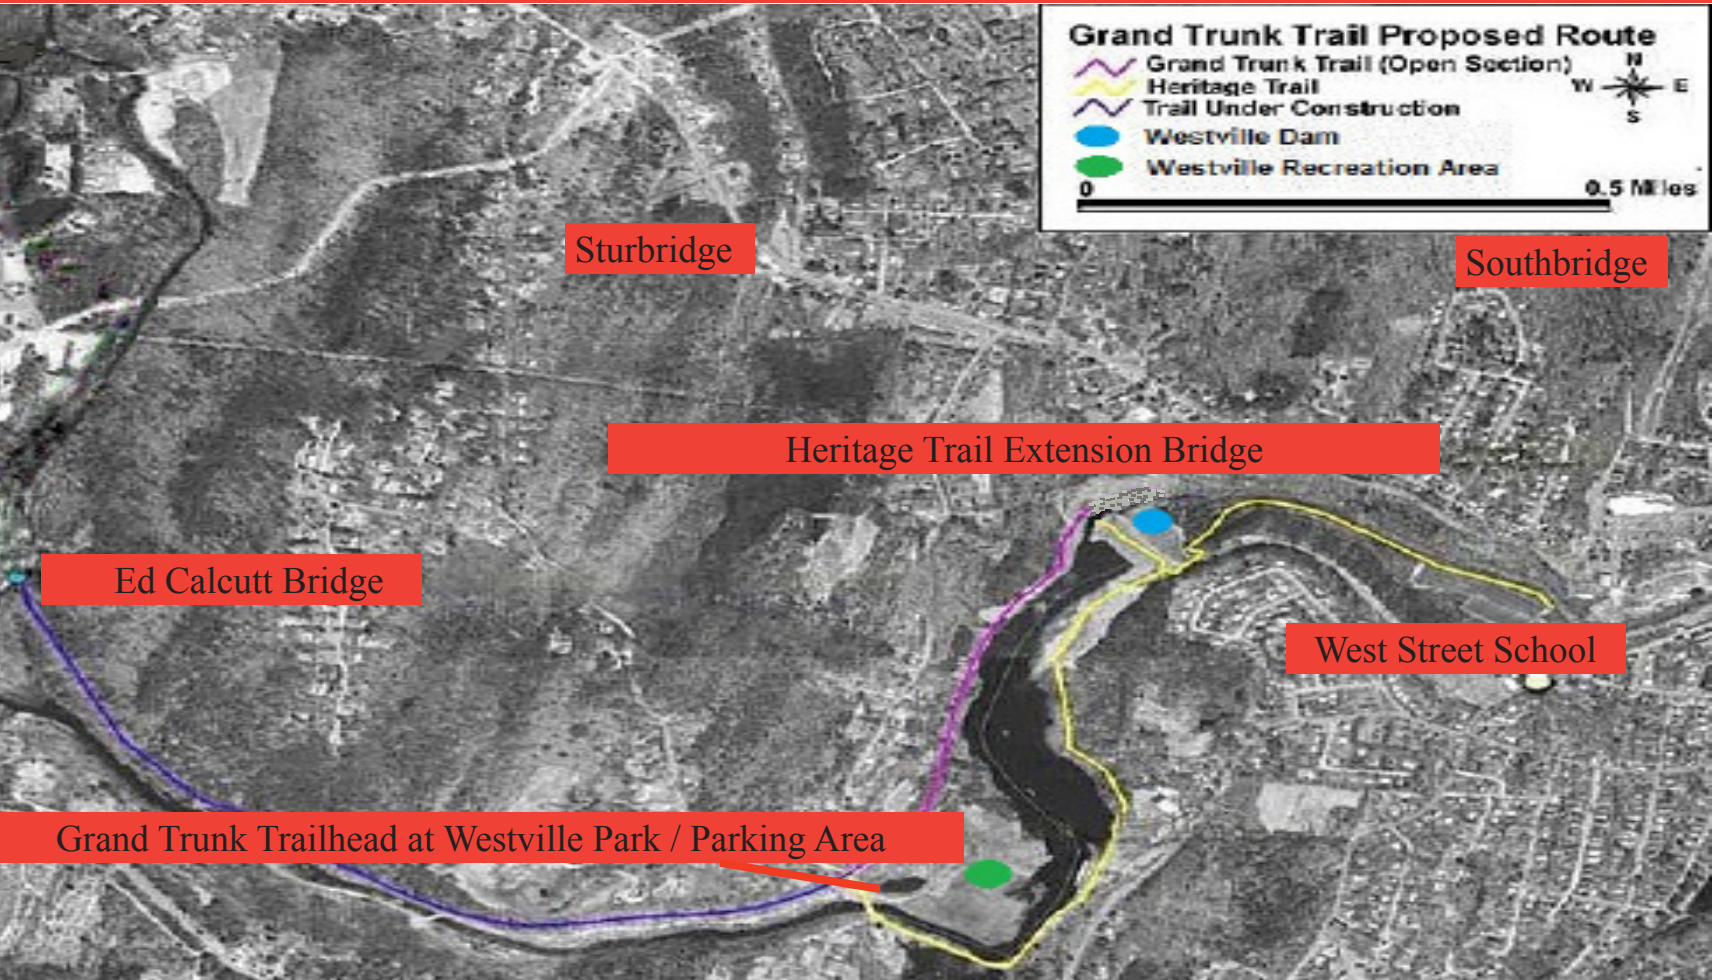 Grand Trunk Trail Proposed Route
Grand Trunk Trail (Open Section)
Heritage Trail
Trail Under Construction
Westville Dam
Westville Recreation Area
N
W E
S
0 0.5 Miles
Sturbridge
Southbridge
Heritage Trail Extension Bridge
Ed Calcutt Bridge
West Street School
Grand Trunk Trailhead at Westville Park / Parking Area